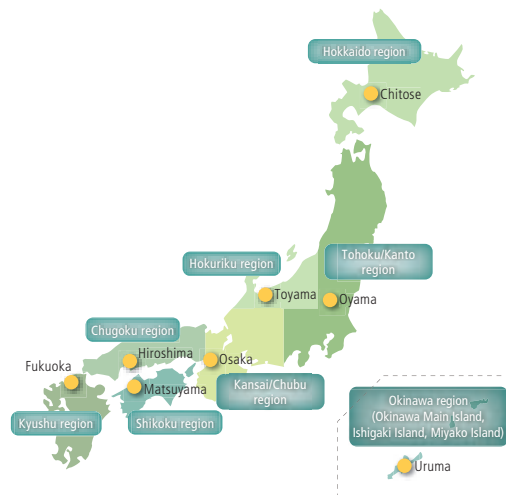 Hokkaido region
Chitose
Tohoku/Kanto
region
Hokuriku region
Toyama
Oyama
Chugoku region
Hiroshima
Osaka
Fukuoka
Matsuyama
Kansai/Chubu
region
Kyushu region
Shikoku region
Okinawa region
(Okinawa Main Island,
Ishigaki Island, Miyako Island)
Uruma